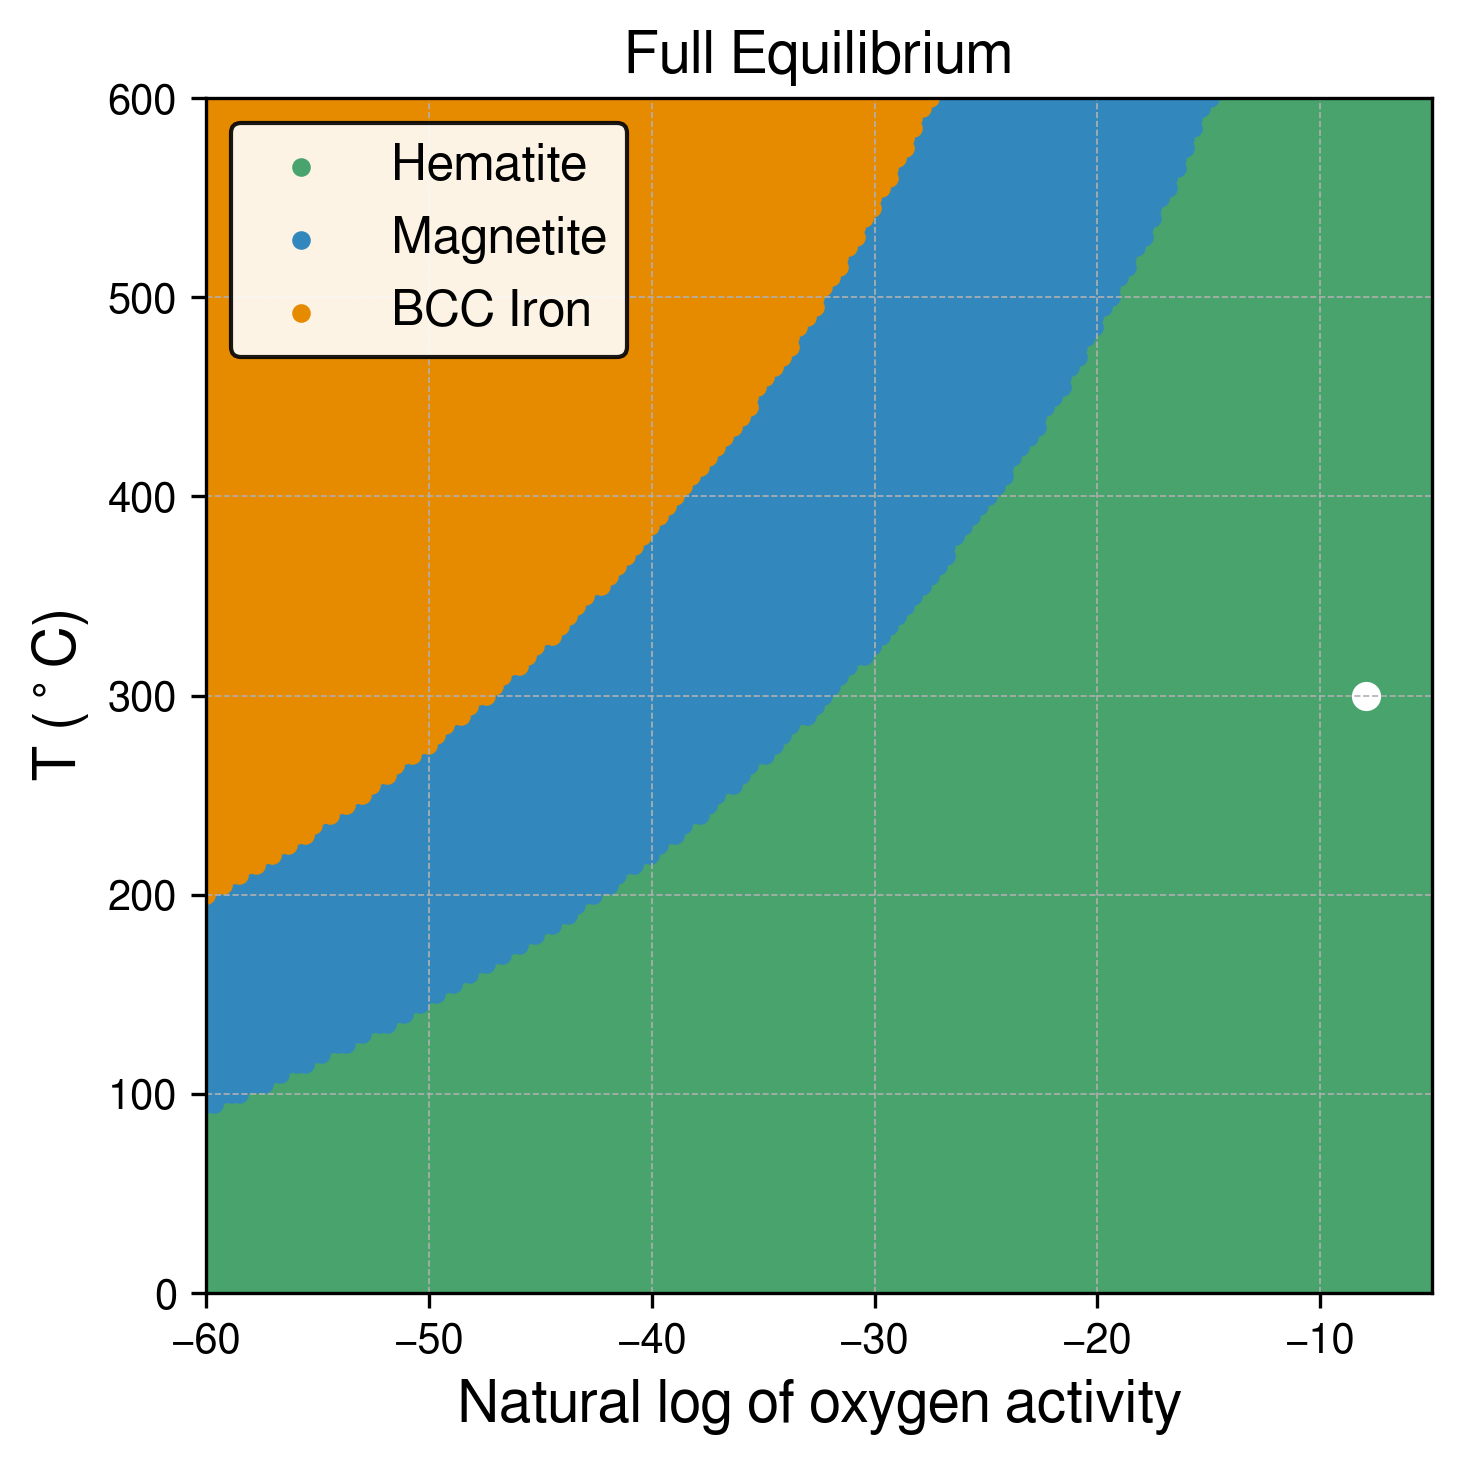 Full Equilibrium
600
500
400
300
200
100
0
Hematite
Magnetite
BCC Iron
T (°C)
−60
−50
−40
−30
−20
−10
Natural log of oxygen activity